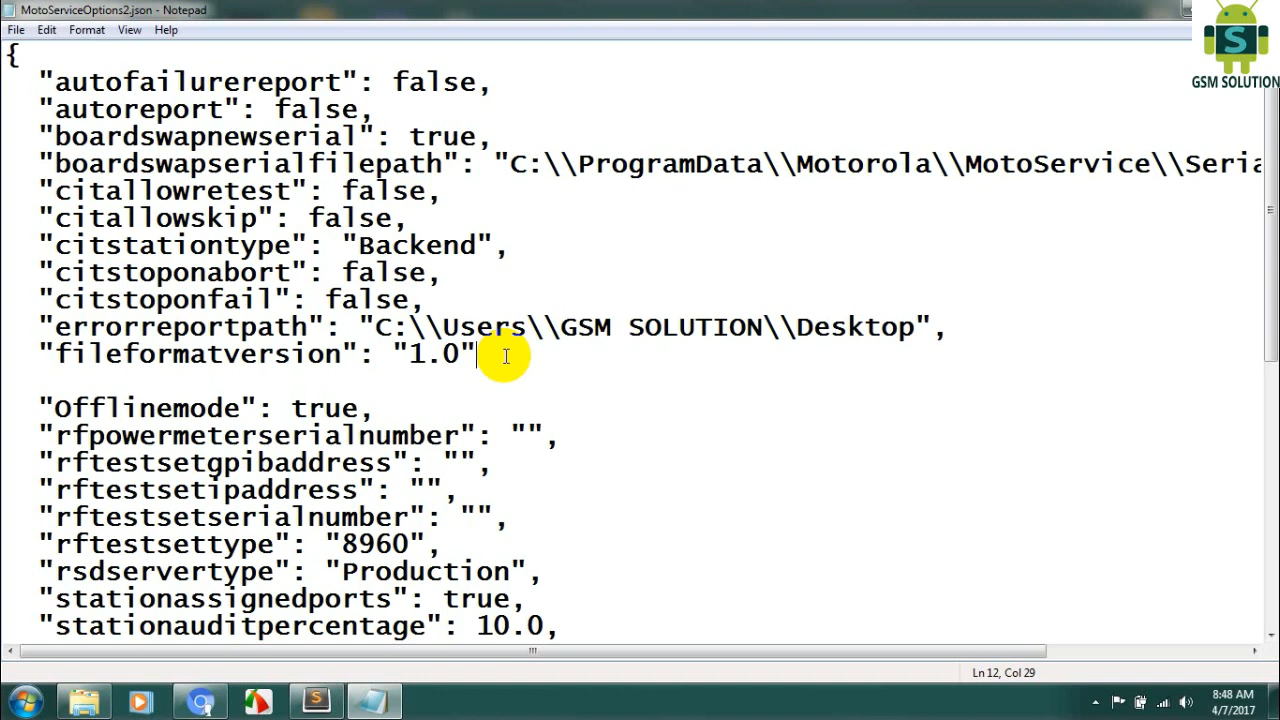 MotoServiceOptions2.json - Notepad
File Edit Format View Help
S
GSM SOLUTION
{
"autofailurereport": false,
"autoreport": false,
"boardswapnewserial": true,
"boardswapserialfilepath": "C:\\ProgramData\\Motorola\\MotoService\\Seria
"citallowretest": false,
"citallowskip": false,
"citstationtype": "Backend",
"citstoponabort": false,
"citstoponfail": false,
"errorreportpath": "C:\\Users\\GSM SOLUTION\\Desktop",
"fileformatversion": "1.0"
"Offlinemode": true,
"rfpowermeterserialnumber": "",
"rftestsetgpibaddress": "",
"rftestsetipaddress": "",
"rftestsetserialnumber": "",
"rftestsettype": "8960",
"rsdservertype": "Production",
"stationassignedports": true,
"stationauditpercentage": 10.0,
Ln 12, Col 29
S
8:48 AM
4/7/2017